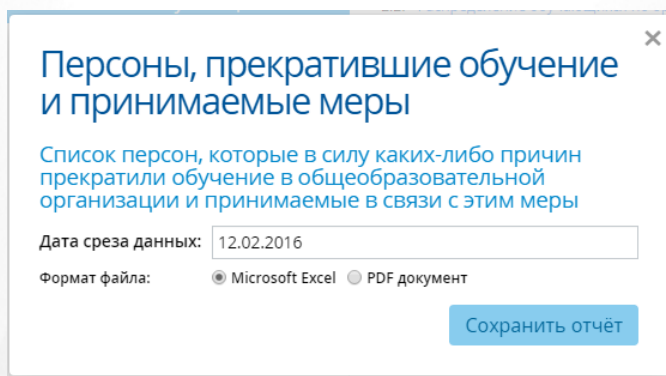 Персоны, прекратившие обучение
и принимаемые меры
Список персон, которые в силу каких-либо причин
прекратили обучение в общеобразовательной
организации и принимаемые в связи с этим меры
Дата среза данных: 12.02.2016
Формат файла: Microsoft Excel PDF документ
Сохранить отчёт